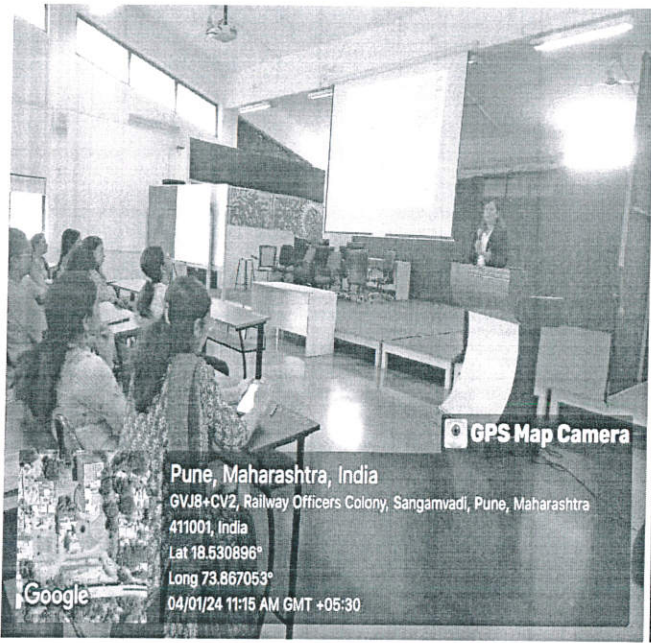 GPS Map Camera
Pune, Maharashtra, India
GVJ8+CV2, Railway Officers Colony, Sangamvadi, Pune, Maharashtra
411001, India
Lat 18.530896°
Long 73.867053°
04/01/24 11:15 AM GMT +05:30
Google